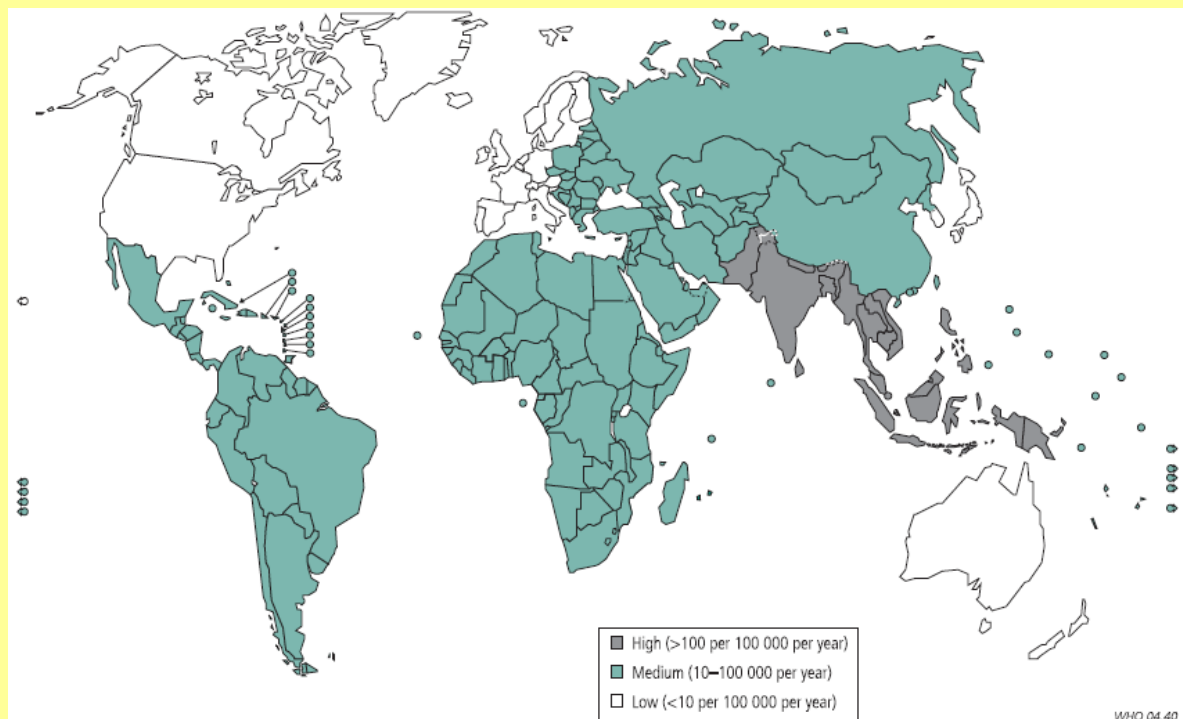 High (>100 per 100 000 per year)
Medium (10–100 000 per year)
Low (<10 per 100 000 per year)
WHO 04.40